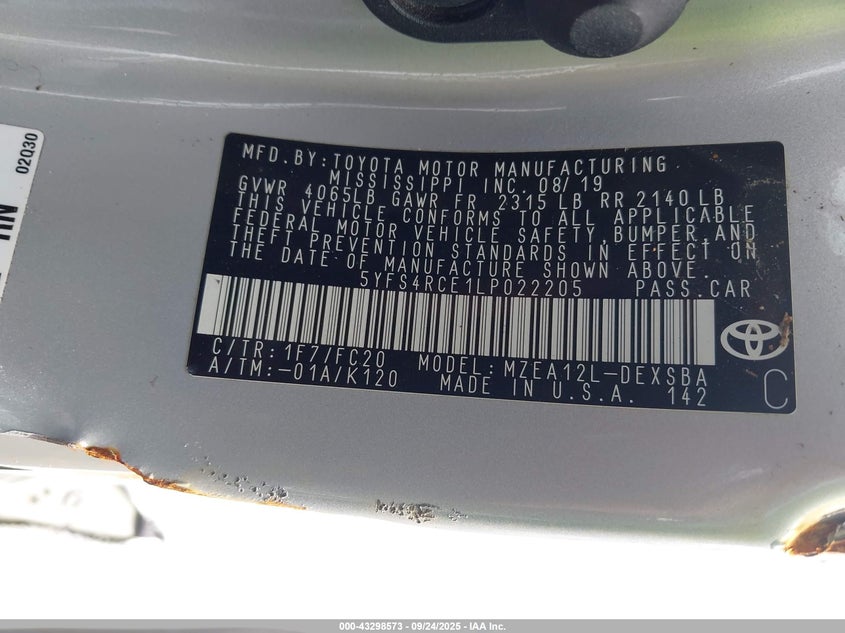 02Q30
MFD.BY:TOYOTA MOTOR MANUFACTURING
MISSISSIPPI INC. 08/19
GVWR 4065LB GAWR FR 2315 LB RR 2140LB
THIS VEHICLE CONFORMS TO ALL APPLICABLE
FEDERAL MOTOR VEHICLE SAFETY,BUMPER,AND
THEFT PREVENTION STANDARDS IN EFFECT ON
THE DATE OF MANUFACTURE SHOWN ABOVE.
5YFS4RCE1LP022205 PASS.CAR
C/TR:1F7/FC20 MODEL:MZEA12L-DEXSBA
A/TM:-01A/K120 MADE IN U.S.A. 142
C
000-43298573 - 09/24/2025 - IAA Inc.